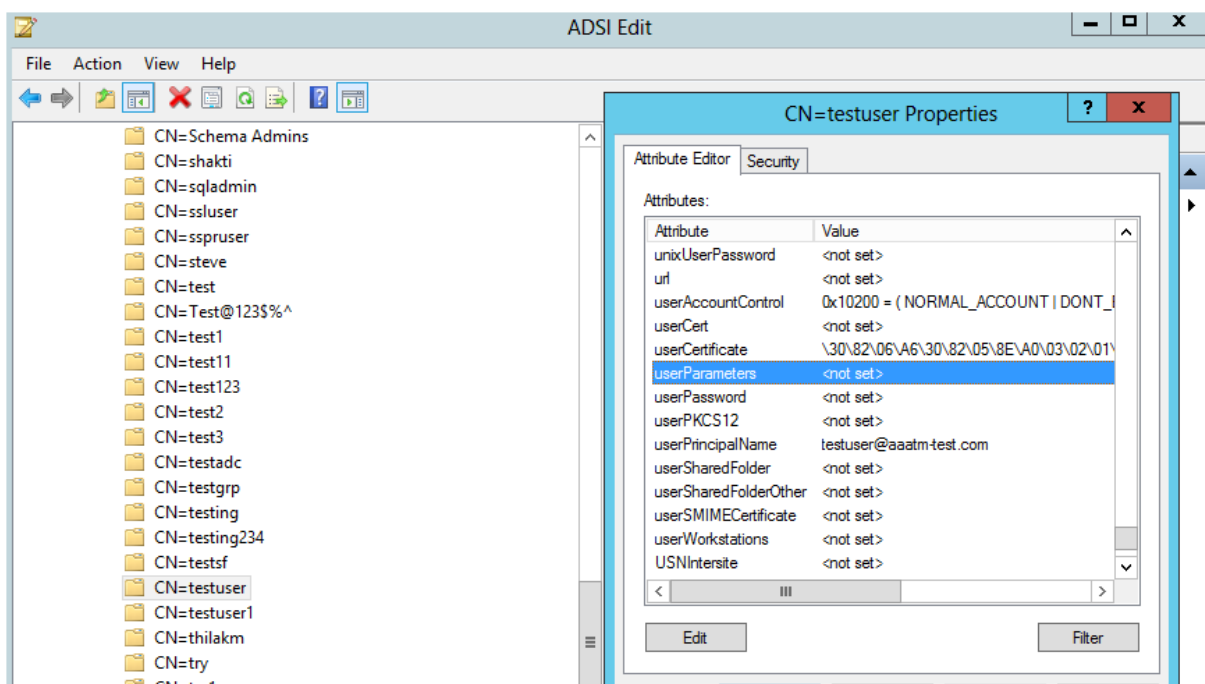 ADSI Edit
File Action View Help
CN=Schema Admins
CN=shakti
CN=sqladmin
CN=ssluser
CN=sspruser
CN=steve
CN=test
CN=Test@123$%^
CN=test1
CN=test11
CN=test123
CN=test2
CN=test3
CN=testadc
CN=testgrp
CN=testing
CN=testing234
CN=testsf
CN=testuser
CN=testuser1
CN=thilakm
CN=try
CN=testuser Properties
? x
Attribute Editor Security
Attributes:
Attribute Value
unixUserPassword <not set>
url <not set>
userAccountControl 0x10200 = ( NORMAL_ACCOUNT | DONT_
userCert <not set>
userCertificate \30\82\06\A6\30\82\05\8E\A0\03\02\01\
userParameters <not set>
userPassword <not set>
userPKCS12 <not set>
userPrincipalName testuser@aaatm-test.com
userSharedFolder <not set>
userSharedFolderOther <not set>
userSMIMECertificate <not set>
userWorkstations <not set>
USNIntersite <not set>
Edit Filter